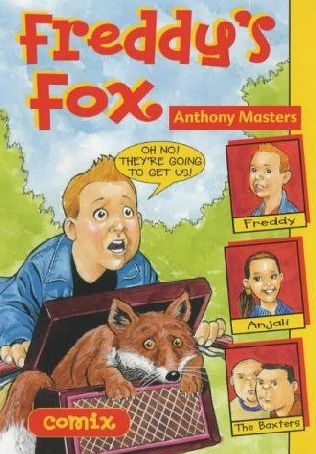 Freddy's
Fox
Anthony Masters
OH NO!
THEY'RE GOING
TO GET US!
Freddy
Anjali
The Baxters
comix